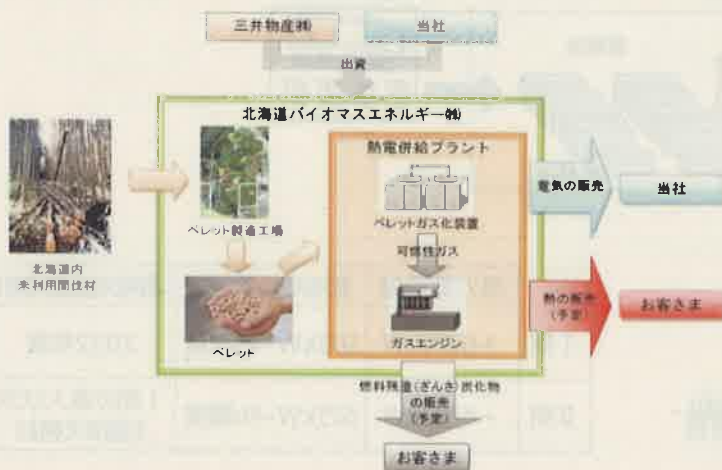 三井物産㈱
当社
出資
北海道バイオマスエネルギー㈱
熱電併給プラント
電気の販売
当社
ペレットガス化装置
ペレット製造工場
可燃性ガス
北海道内
未利用間伐材
熱の販売
(予定)
お客さま
ガスエンジン
ペレット
燃料残渣(ざんさ)炭化物
の販売
(予定)
お客さま